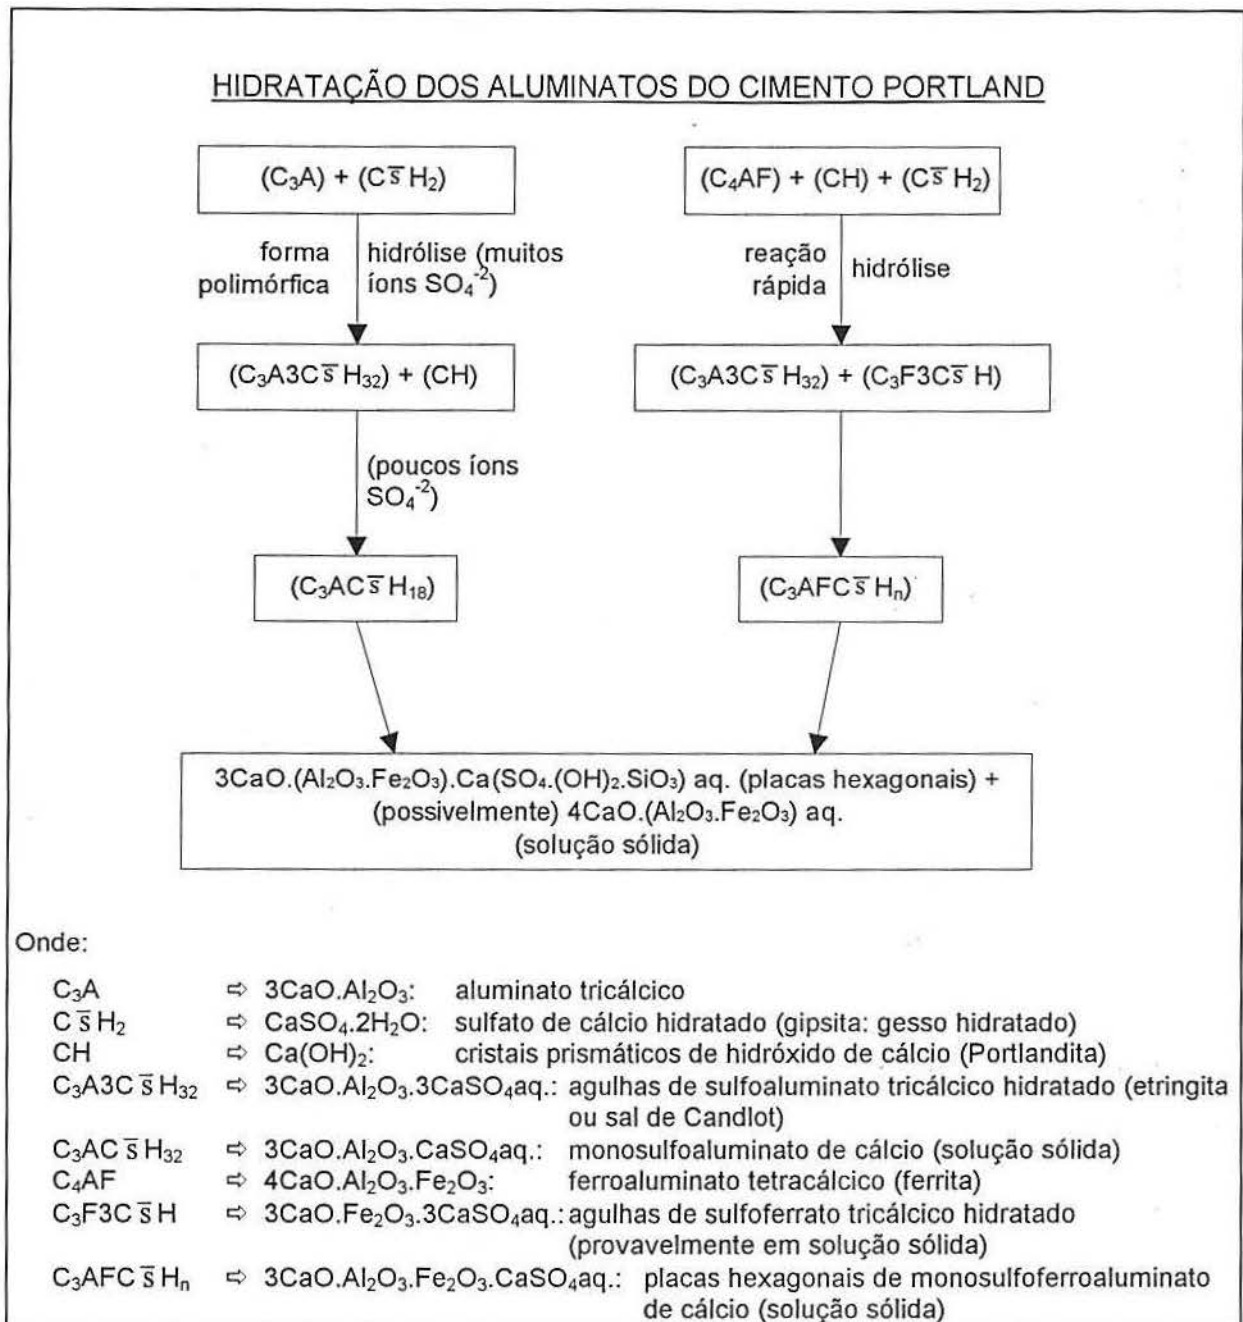 HIDRATAÇÃO DOS ALUMINATOS DO CIMENTO PORTLAND
(C₃A) + (Cs̅H₂)
(C₄AF) + (CH) + (Cs̅H₂)
forma polimórfica
hidrólise (muitos íons SO₄⁻²)
reação rápida
hidrólise
(C₃A3Cs̅H₃₂) + (CH)
(C₃A3Cs̅H₃₂) + (C₃F3Cs̅H)
(poucos íons SO₄⁻²)
(C₃ACs̅H₁₈)
(C₃AFCs̅Hₙ)
3CaO.(Al₂O₃.Fe₂O₃).Ca(SO₄.(OH)₂.SiO₃) aq. (placas hexagonais) +
(possivelmente) 4CaO.(Al₂O₃.Fe₂O₃) aq.
(solução sólida)
Onde:
C₃A ⇨ 3CaO.Al₂O₃: aluminato tricálcico
Cs̅H₂ ⇨ CaSO₄.2H₂O: sulfato de cálcio hidratado (gipsita: gesso hidratado)
CH ⇨ Ca(OH)₂: cristais prismáticos de hidróxido de cálcio (Portlandita)
C₃A3Cs̅H₃₂ ⇨ 3CaO.Al₂O₃.3CaSO₄aq.: agulhas de sulfoaluminato tricálcico hidratado (etringita
ou sal de Candlot)
C₃ACs̅H₃₂ ⇨ 3CaO.Al₂O₃.CaSO₄aq.: monosulfoaluminato de cálcio (solução sólida)
C₄AF ⇨ 4CaO.Al₂O₃.Fe₂O₃: ferroaluminato tetracálcico (ferrita)
C₃F3Cs̅H ⇨ 3CaO.Fe₂O₃.3CaSO₄aq.: agulhas de sulfoferrato tricálcico hidratado
(provavelmente em solução sólida)
C₃AFCs̅Hₙ ⇨ 3CaO.Al₂O₃.Fe₂O₃.CaSO₄aq.: placas hexagonais de monosulfoferroaluminato
de cálcio (solução sólida)